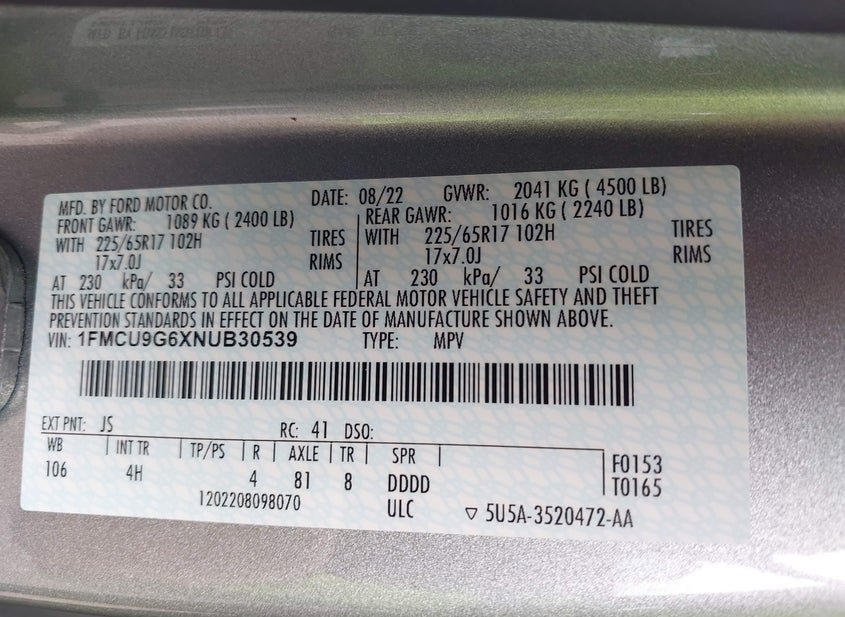 MFD. BY FORD MOTOR CO. DATE: 08/22 GVWR: 2041 KG ( 4500 LB)
FRONT GAWR: 1089 KG ( 2400 LB) REAR GAWR: 1016 KG ( 2240 LB)
WITH 225/65R17 102H TIRES WITH 225/65R17 102H TIRES
17x7.0J RIMS 17x7.0J RIMS
AT 230 kPa/ 33 PSI COLD AT 230 kPa/ 33 PSI COLD
THIS VEHICLE CONFORMS TO ALL APPLICABLE FEDERAL MOTOR VEHICLE SAFETY AND THEFT
PREVENTION STANDARDS IN EFFECT ON THE DATE OF MANUFACTURE SHOWN ABOVE.
VIN: 1FMCU9G6XNUB30539 TYPE: MPV
EXT PNT: JS RC: 41 DSO:
WB INT TR TP/PS R AXLE TR SPR F0153
106 4H 4 81 8 DDDD T0165
1202208098070 ULC ▽ 5U5A-3520472-AA